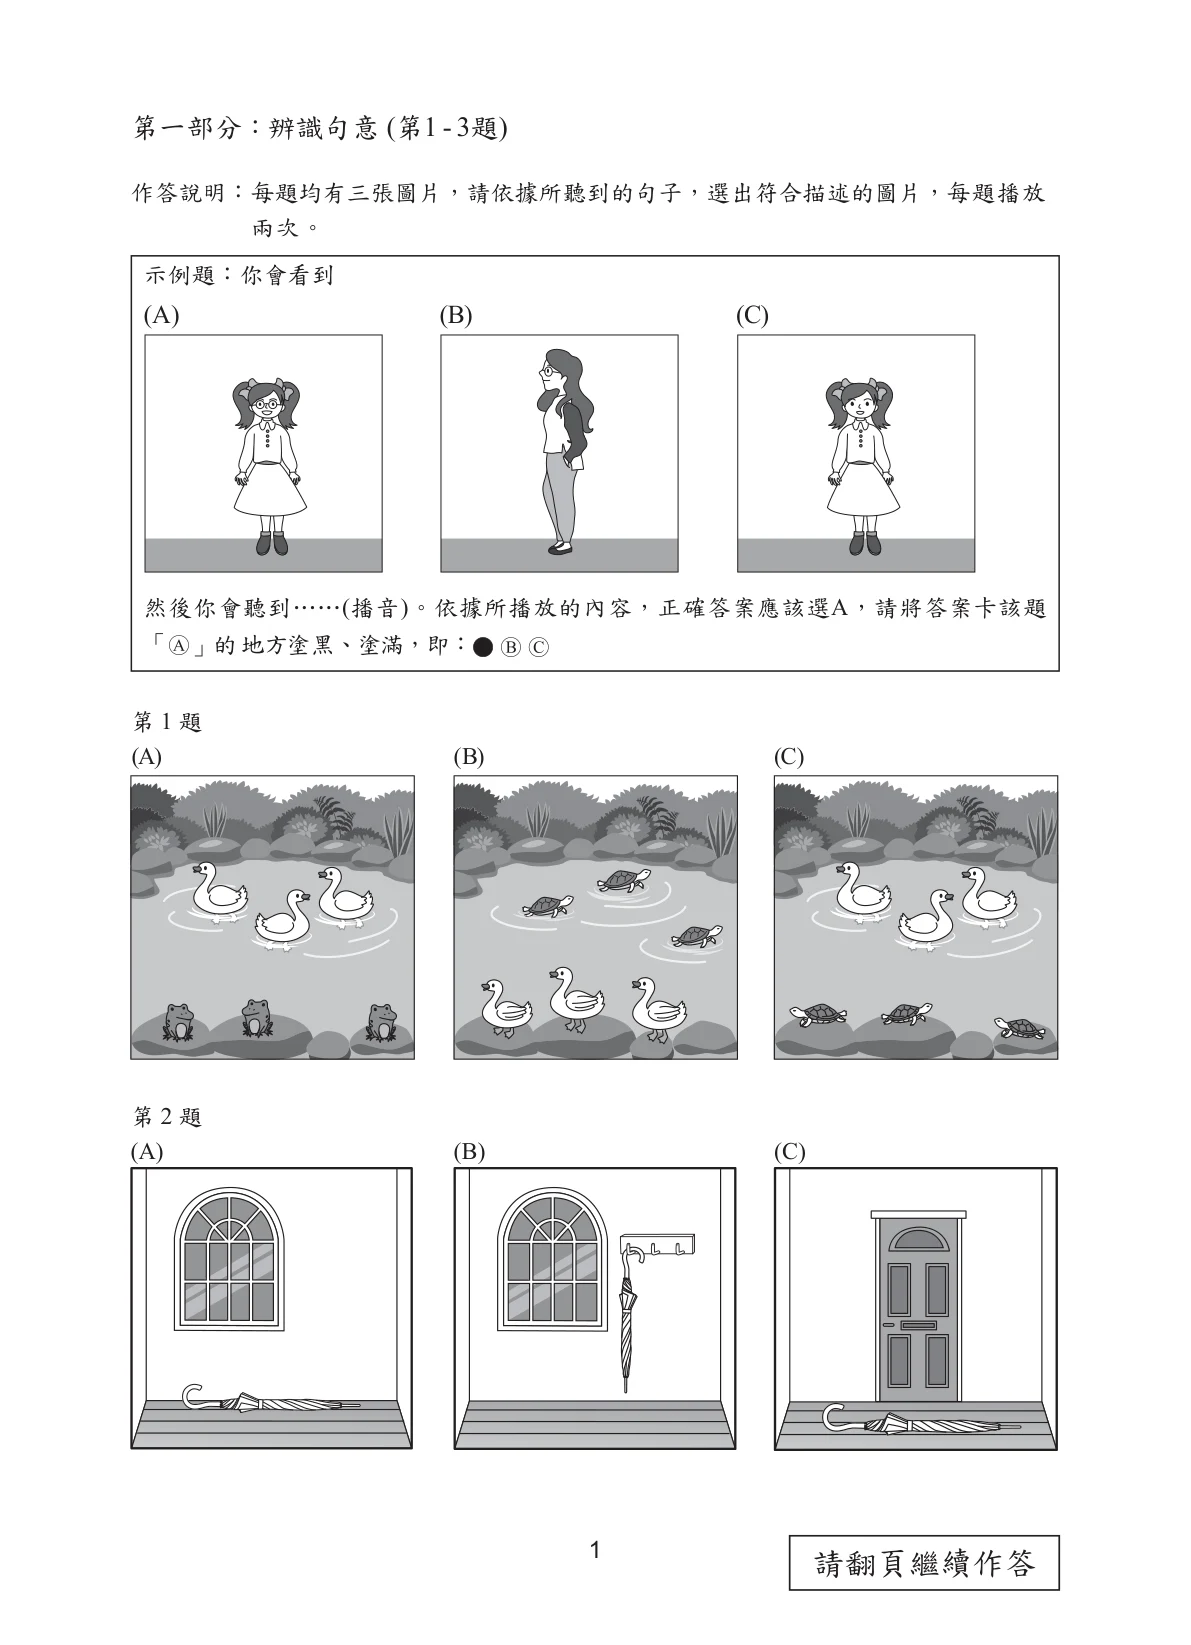 第一部分：辨識句意 (第1 - 3題)
作答說明：每題均有三張圖片，請依據所聽到的句子，選出符合描述的圖片，每題播放
兩次。
示例題：你會看到
(A) (B) (C)
然後你會聽到……(播音)。依據所播放的內容，正確答案應該選A，請將答案卡該題
「Ⓐ」的地方塗黑、塗滿，即：● Ⓑ Ⓒ
第 1 題
(A) (B) (C)
第 2 題
(A) (B) (C)
1
請翻頁繼續作答